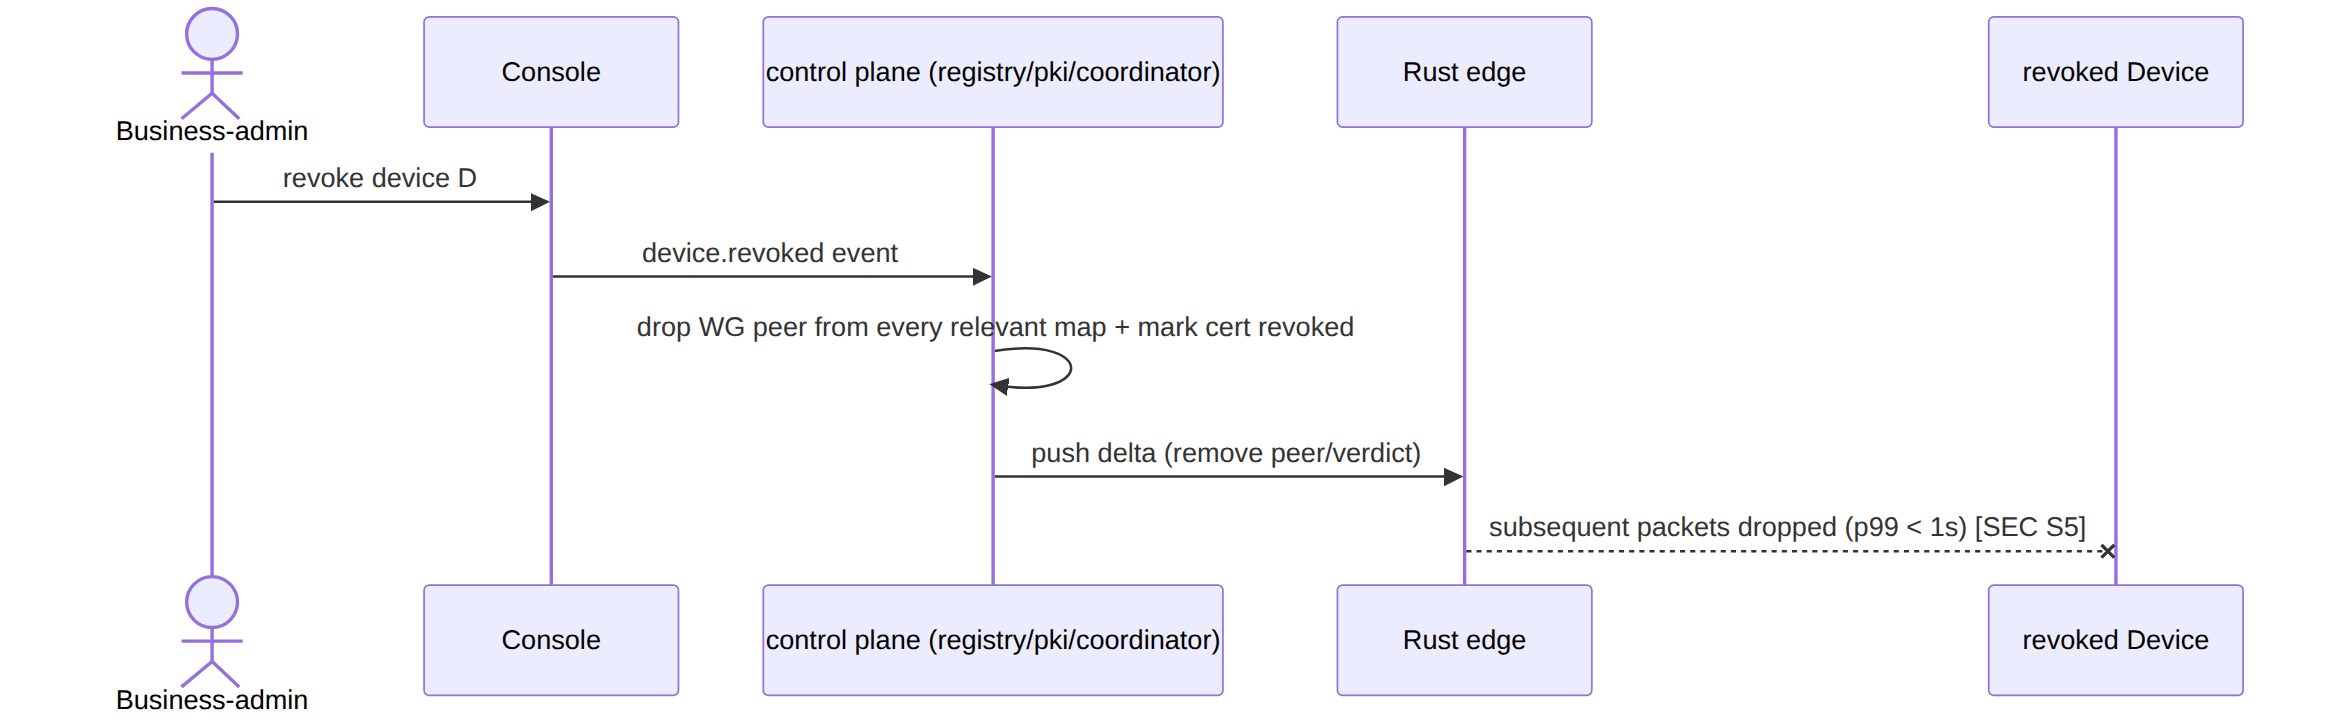 Business-admin
Console
control plane (registry/pki/coordinator)
Rust edge
revoked Device
revoke device D
device.revoked event
drop WG peer from every relevant map + mark cert revoked
push delta (remove peer/verdict)
subsequent packets dropped (p99 < 1s) [SEC S5]
Business-admin
Console
control plane (registry/pki/coordinator)
Rust edge
revoked Device